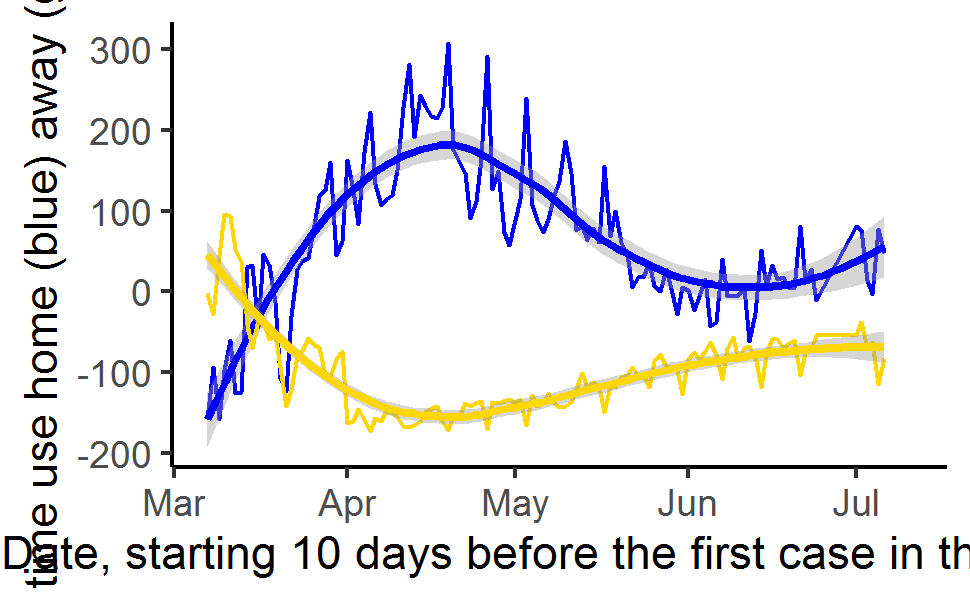 time use home (blue) away (
300
200
100
0
-100
-200
Mar Apr May Jun Jul
Date, starting 10 days before the first case in th